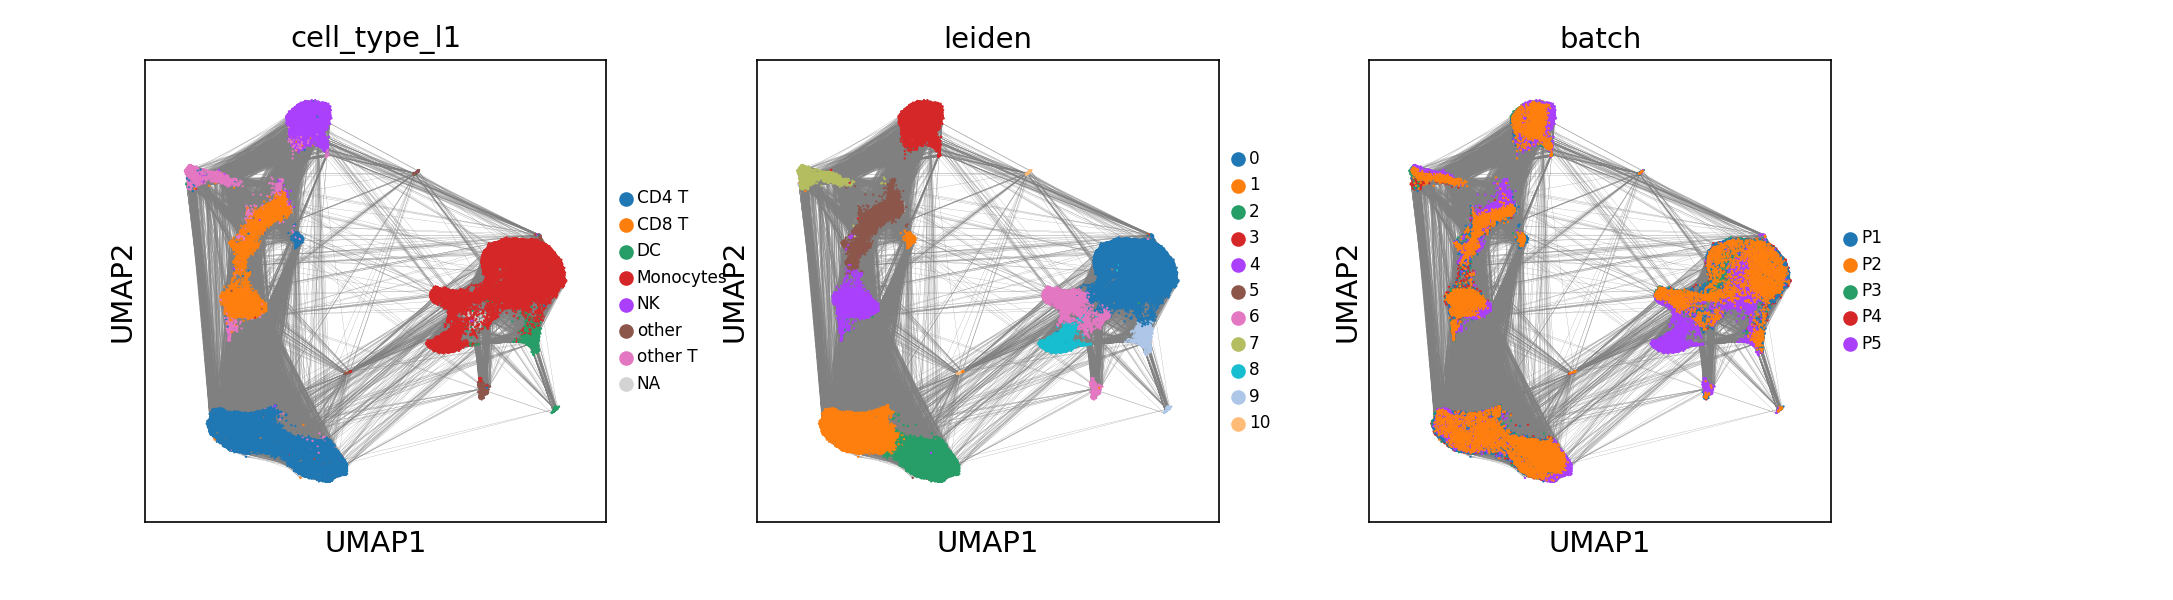 cell_type_l1
UMAP2
UMAP1
CD4 T
CD8 T
DC
Monocytes
NK
other
other T
NA
leiden
UMAP2
UMAP1
0
1
2
3
4
5
6
7
8
9
10
batch
UMAP2
UMAP1
P1
P2
P3
P4
P5